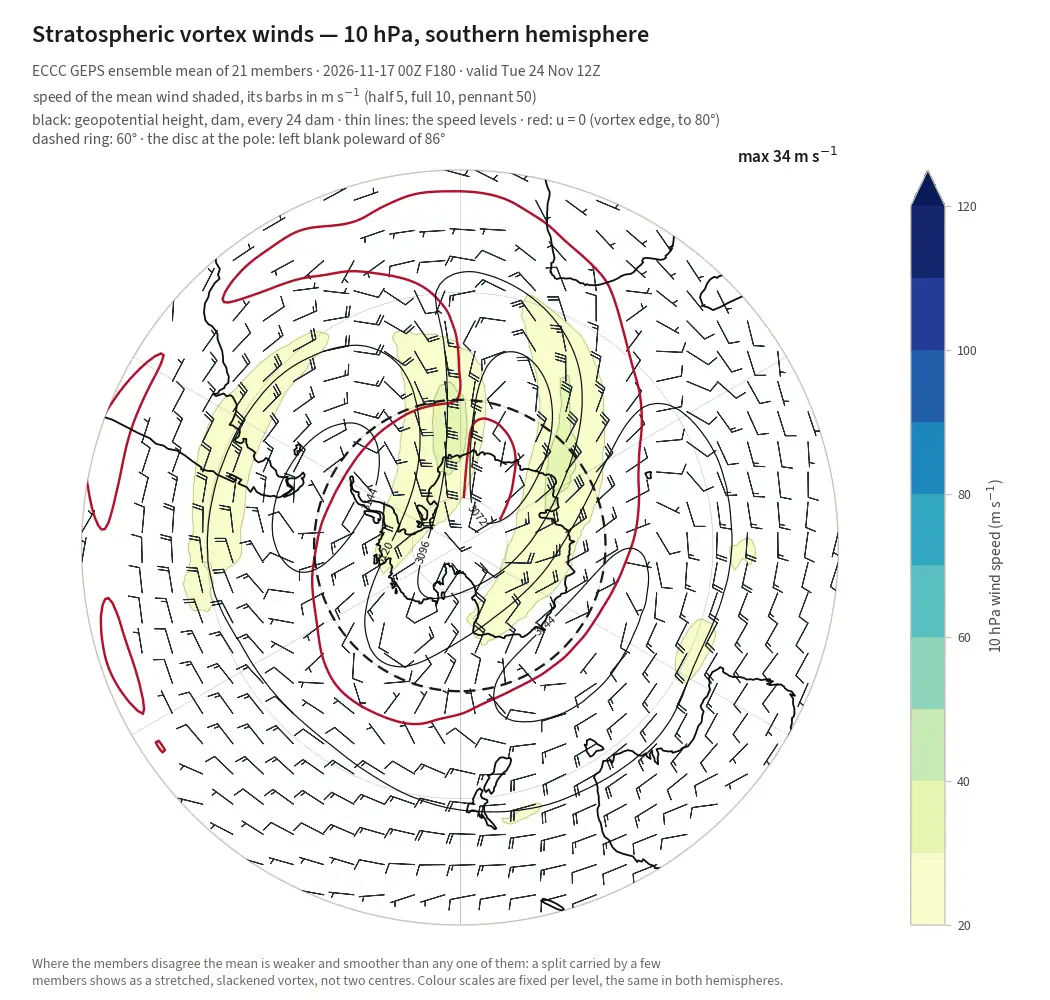 Stratospheric vortex winds — 10 hPa, southern hemisphere
ECCC GEPS ensemble mean of 21 members · 2026-11-17 00Z F180 · valid Tue 24 Nov 12Z
speed of the mean wind shaded, its barbs in m s−1 (half 5, full 10, pennant 50)
black: geopotential height, dam, every 24 dam · thin lines: the speed levels · red: u = 0 (vortex edge, to 80°)
dashed ring: 60° · the disc at the pole: left blank poleward of 86°
max 34 m s−1
120
100
80
60
40
20
10 hPa wind speed (m s−1)
3072
3096
Where the members disagree the mean is weaker and smoother than any one of them: a split carried by a few
members shows as a stretched, slackened vortex, not two centres. Colour scales are fixed per level, the same in both hemispheres.